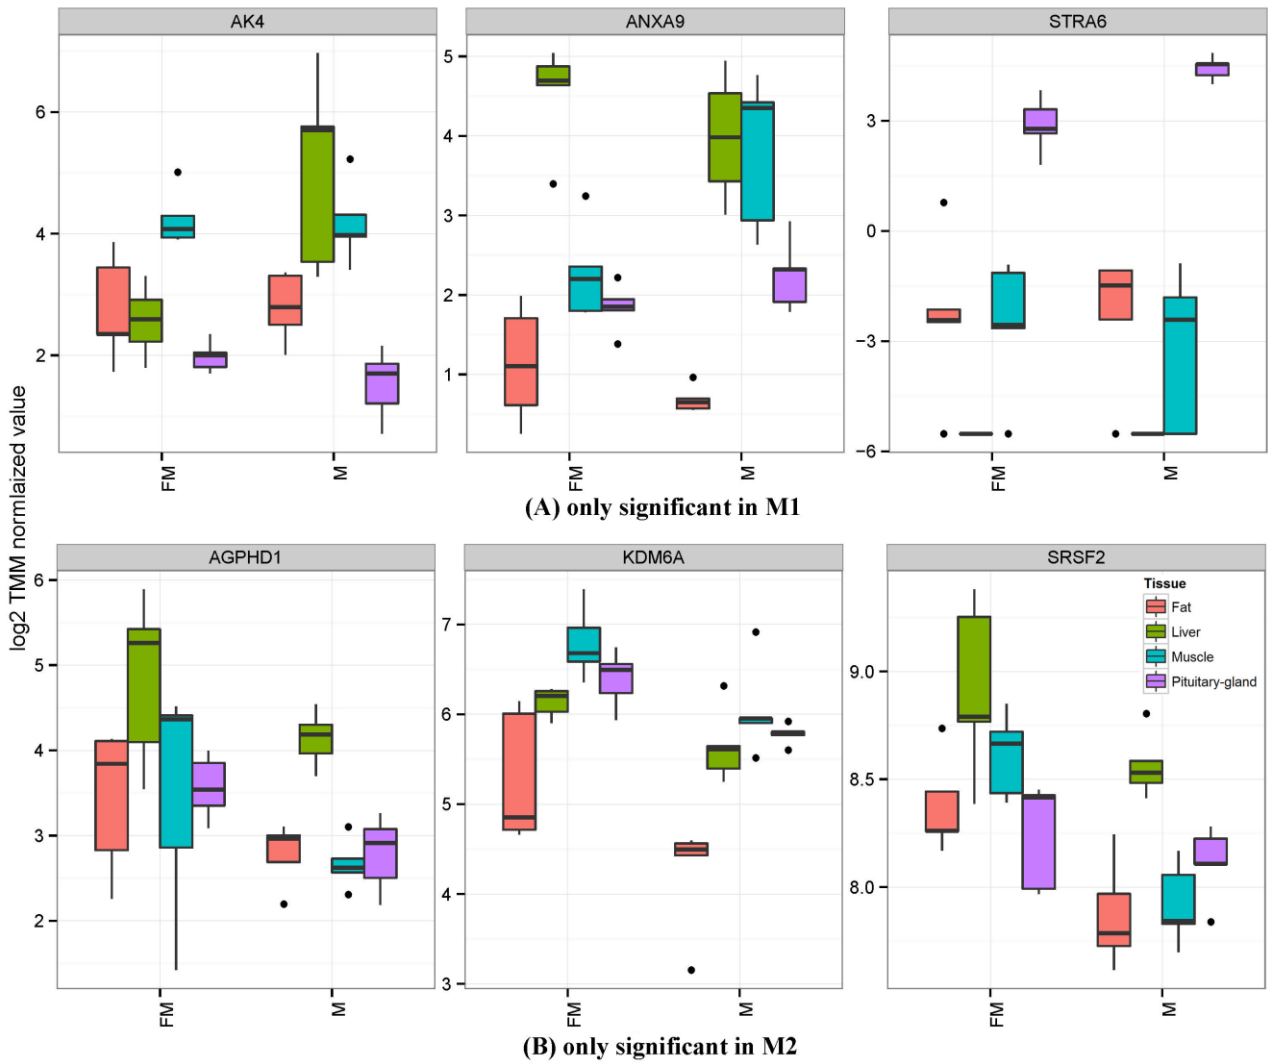 AK4
ANXA9
STRA6
6
4
2
5
4
3
2
1
3
0
−3
−6
FM
M
FM
M
FM
M
(A) only significant in M1
log2 TMM normlaized value
AGPHD1
KDM6A
SRSF2
6
5
4
3
2
7
6
5
4
3
9.0
8.5
8.0
Tissue
Fat
Liver
Muscle
Pituitary-gland
FM
M
FM
M
FM
M
(B) only significant in M2